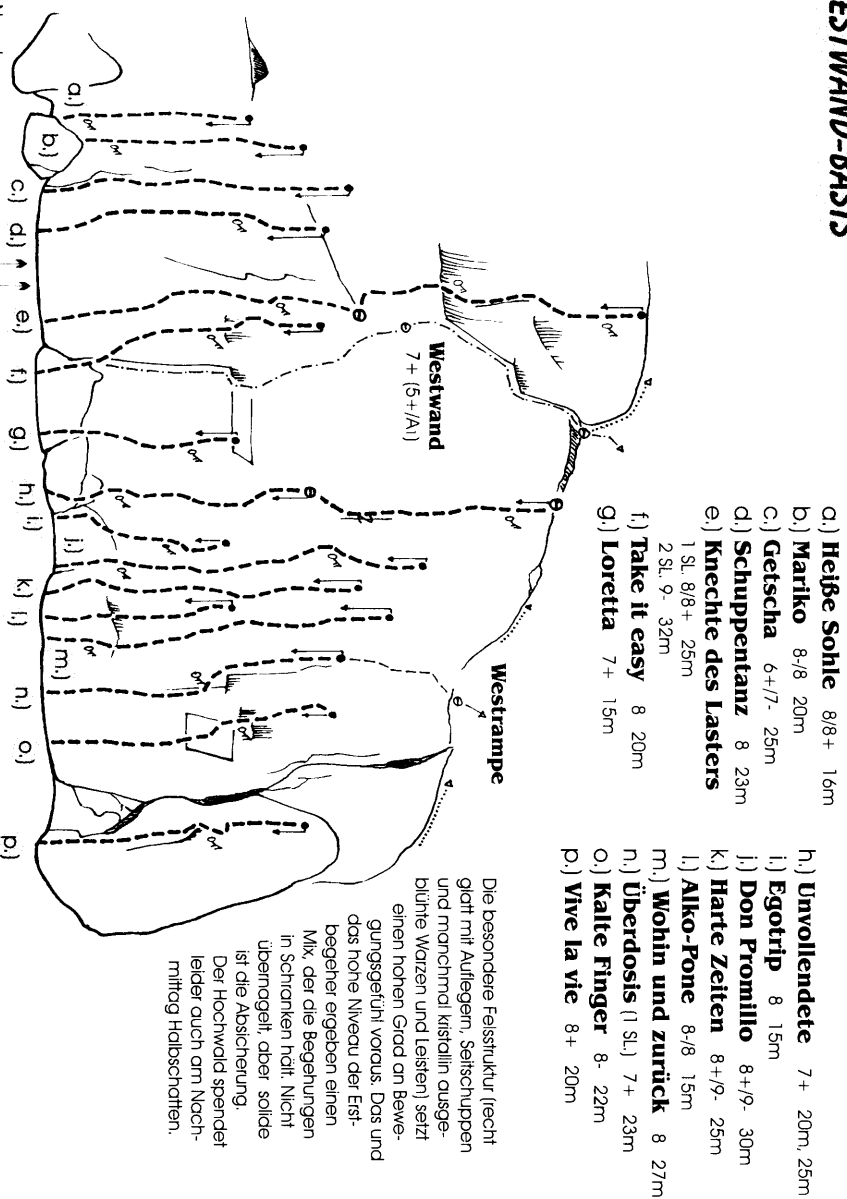 ESTWAND-BASIS
a.) Heiße Sohle 8/8+ 16m
b.) Mariko 8-/8 20m
c.) Getscha 6+/7- 25m
d.) Schuppentanz 8 23m
e.) Knechte des Lasters
1 SL. 8/8+ 25m
2 SL. 9- 32m
f.) Take it easy 8 20m
g.) Loretta 7+ 15m
h.) Unvollendete 7+ 20m, 25m
i.) Egotrip 8 15m
j.) Don Promillo 8+/9- 30m
k.) Harte Zeiten 8+/9- 25m
l.) Alko-Pone 8-/8 15m
m.) Wohin und zurück 8 27m
n.) Überdosis (1 SL.) 7+ 23m
o.) Kalte Finger 8- 22m
p.) Vive la vie 8+ 20m
Westwand
7+ (5+/A1)
Westrampe
Die besondere Felsstruktur (recht
glatt mit Auflegern, Seitschuppen
und manchmal kristallin ausge-
blühte Warzen und Leisten) setzt
einen hohen Grad an Bewe-
gungsgefühl voraus. Das und
das hohe Niveau der Erst-
begeher ergeben einen
Mix, der die Begehungen
in Schranken hält. Nicht
übernagelt, aber solide
ist die Absicherung.
Der Hochwald spendet
leider auch am Nach-
mittag Halbschatten.
a.)
b.)
c.)
d.)
e.)
f.)
g.)
h.)
i.)
j.)
k.)
l.)
m.)
n.)
o.)
p.)